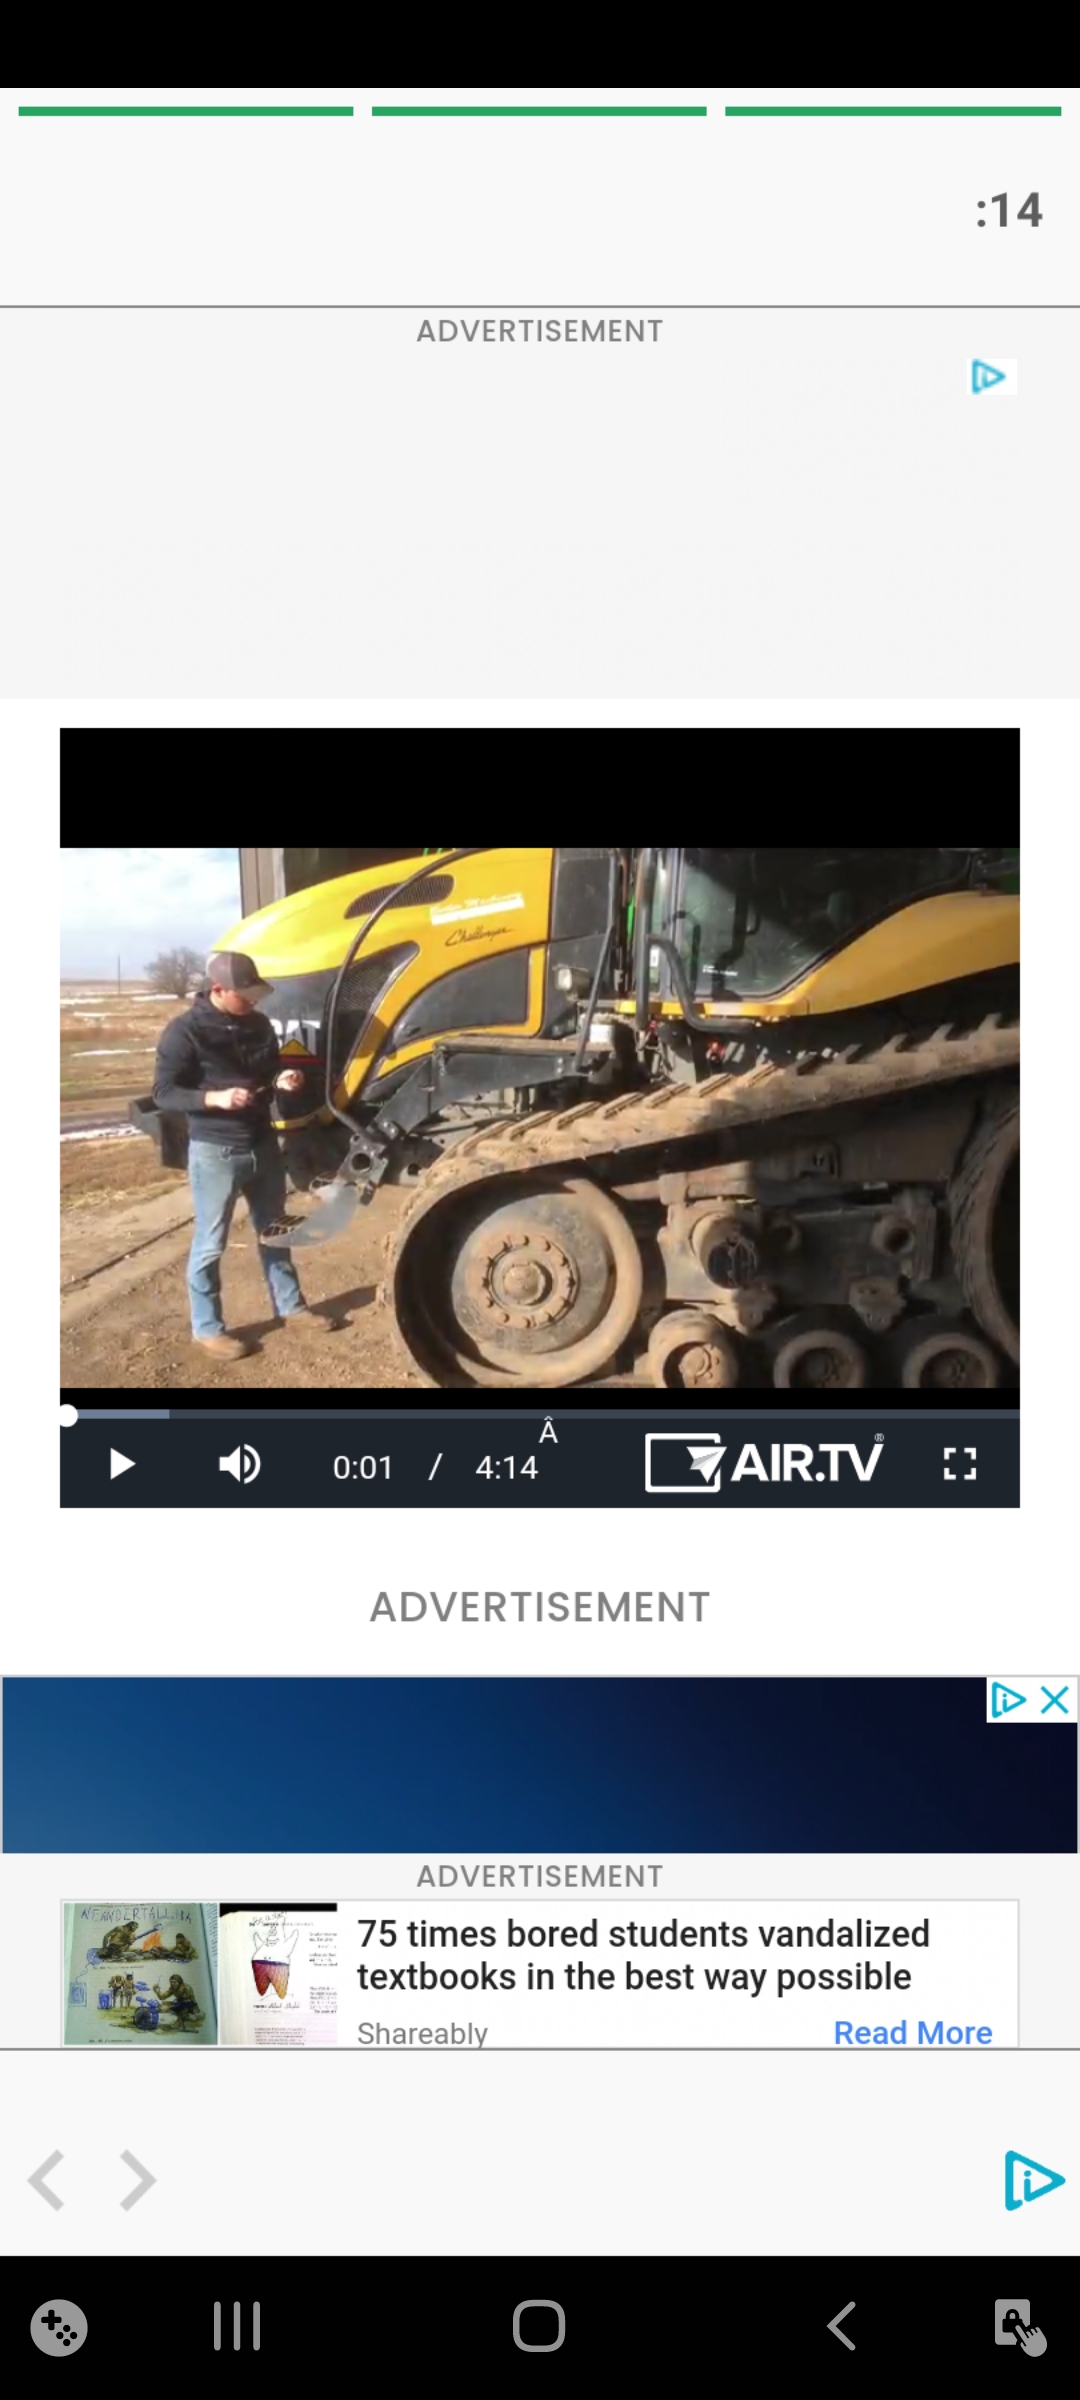 :14
ADVERTISEMENT
Challenger
0:01 / 4:14
Â
AIR.TV®
ADVERTISEMENT
ADVERTISEMENT
NEANDERTALL.ISK
75 times bored students vandalized
textbooks in the best way possible
Shareably
Read More